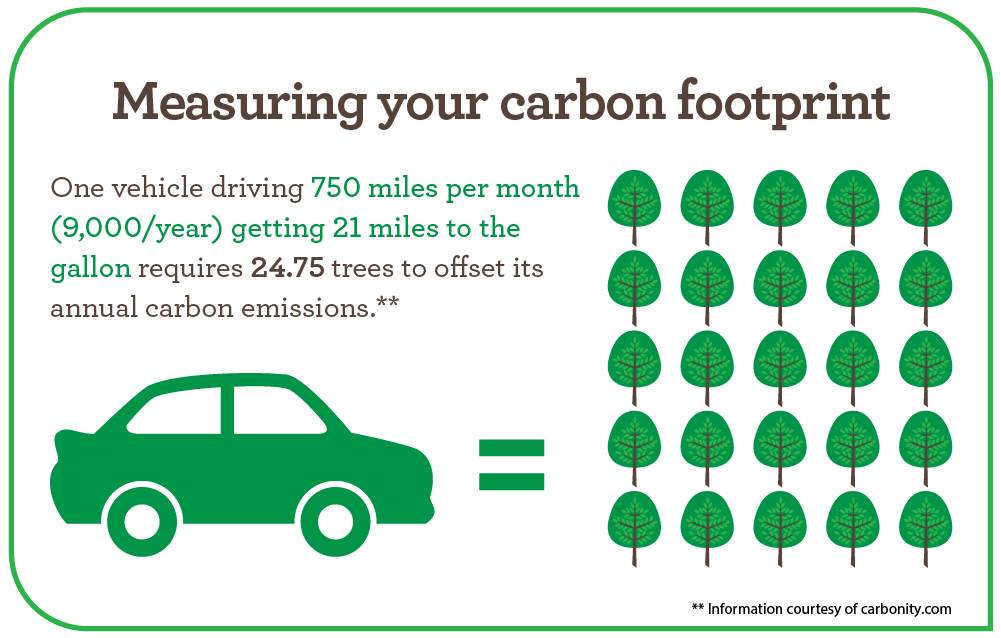 Measuring your carbon footprint
One vehicle driving 750 miles per month
(9,000/year) getting 21 miles to the
gallon requires 24.75 trees to offset its
annual carbon emissions.**
** Information courtesy of carbonity.com